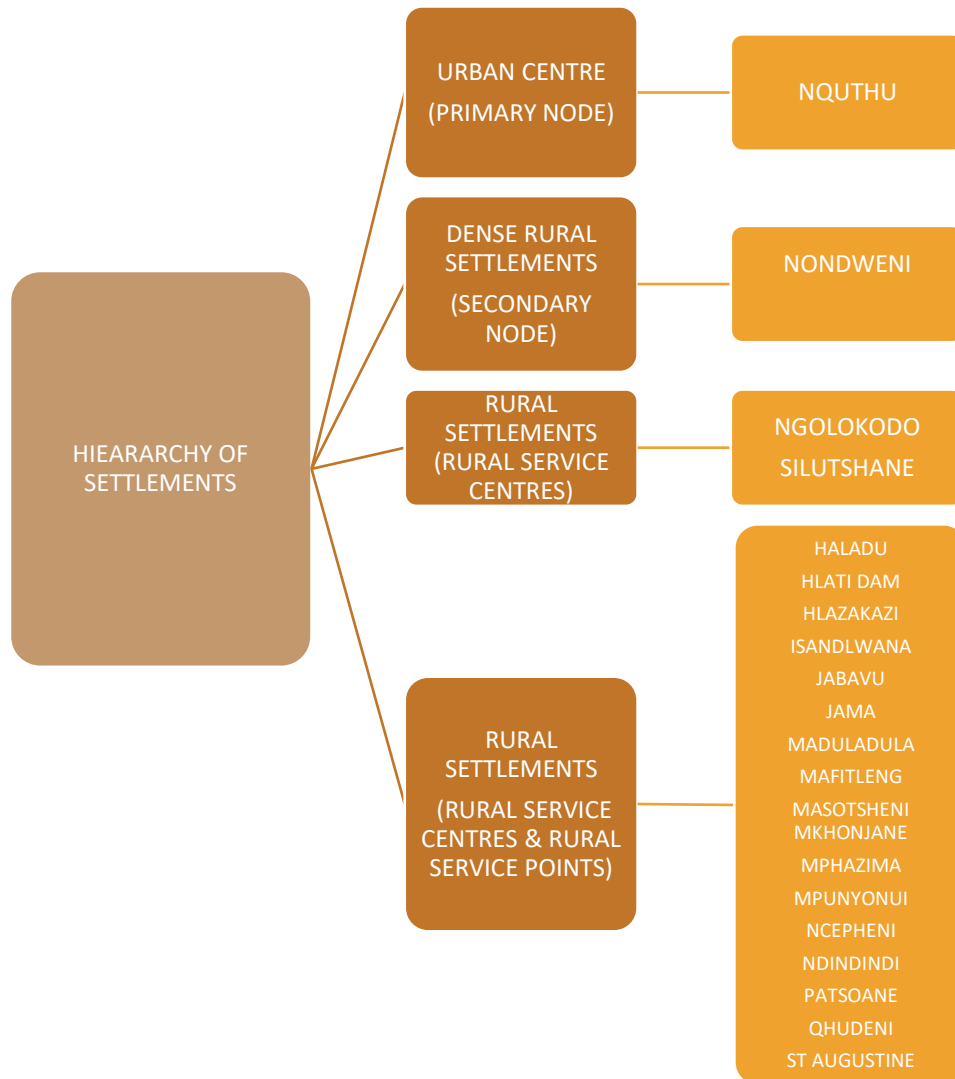 HIEARARCHY OF
SETTLEMENTS
URBAN CENTRE
(PRIMARY NODE)
NQUTHU
DENSE RURAL
SETTLEMENTS
(SECONDARY
NODE)
NONDWENI
RURAL
SETTLEMENTS
(RURAL SERVICE
CENTRES)
NGOLOKODO
SILUTSHANE
RURAL
SETTLEMENTS
(RURAL SERVICE
CENTRES & RURAL
SERVICE POINTS)
HALADU
HLATI DAM
HLAZAKAZI
ISANDLWANA
JABAVU
JAMA
MADULADULA
MAFITLENG
MASOTSHENI
MKHONJANE
MPHAZIMA
MPUNYONUI
NCEPHENI
NDINDINDI
PATSOANE
QHUDENI
ST AUGUSTINE